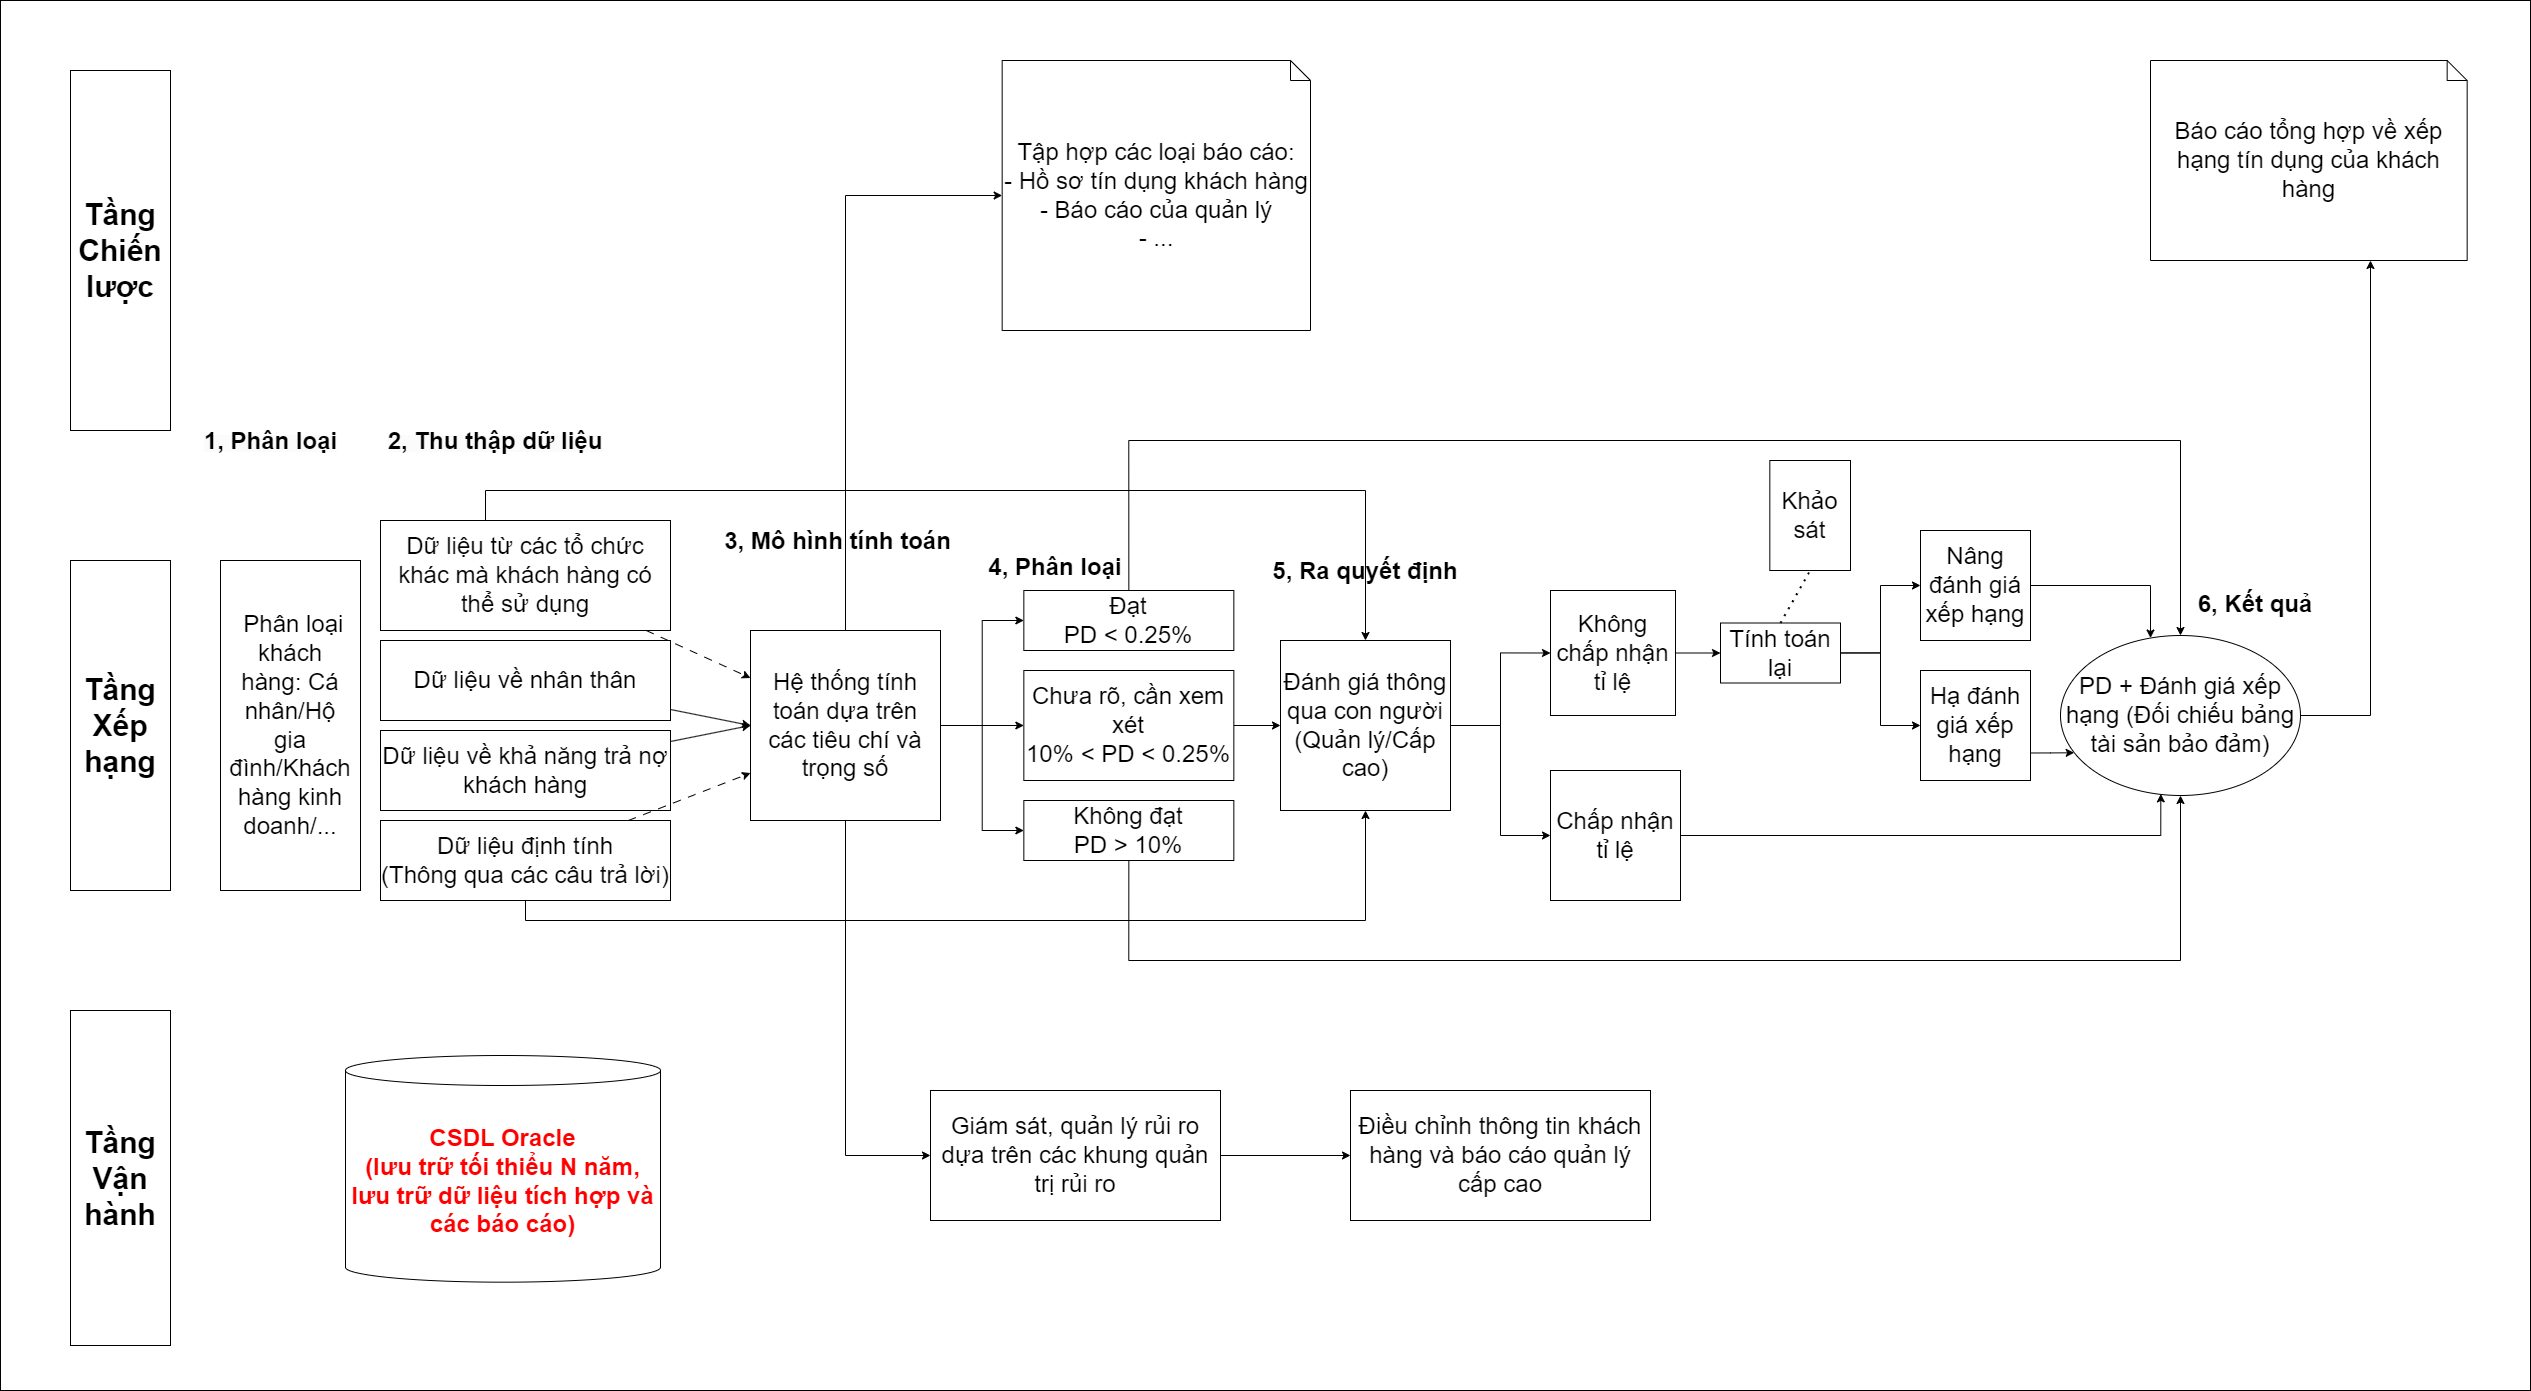 Tầng
Chiến
lược
Tập hợp các loại báo cáo:
- Hồ sơ tín dụng khách hàng
- Báo cáo của quản lý
- ...
Báo cáo tổng hợp về xếp
hạng tín dụng của khách
hàng
1, Phân loại
2, Thu thập dữ liệu
3, Mô hình tính toán
4, Phân loại
5, Ra quyết định
6, Kết quả
Tầng
Xếp
hạng
Phân loại
khách
hàng: Cá
nhân/Hộ
gia
đình/Khách
hàng kinh
doanh/...
Dữ liệu từ các tổ chức
khác mà khách hàng có
thể sử dụng
Dữ liệu về nhân thân
Dữ liệu về khả năng trả nợ
khách hàng
Dữ liệu định tính
(Thông qua các câu trả lời)
Hệ thống tính
toán dựa trên
các tiêu chí và
trọng số
Đạt
PD < 0.25%
Chưa rõ, cần xem
xét
10% < PD < 0.25%
Không đạt
PD > 10%
Đánh giá thông
qua con người
(Quản lý/Cấp
cao)
Không
chấp nhận
tỉ lệ
Chấp nhận
tỉ lệ
Khảo
sát
Tính toán
lại
Nâng
đánh giá
xếp hạng
Hạ đánh
giá xếp
hạng
PD + Đánh giá xếp
hạng (Đối chiếu bảng
tài sản bảo đảm)
Tầng
Vận
hành
CSDL Oracle
(lưu trữ tối thiểu N năm,
lưu trữ dữ liệu tích hợp và
các báo cáo)
Giám sát, quản lý rủi ro
dựa trên các khung quản
trị rủi ro
Điều chỉnh thông tin khách
hàng và báo cáo quản lý
cấp cao